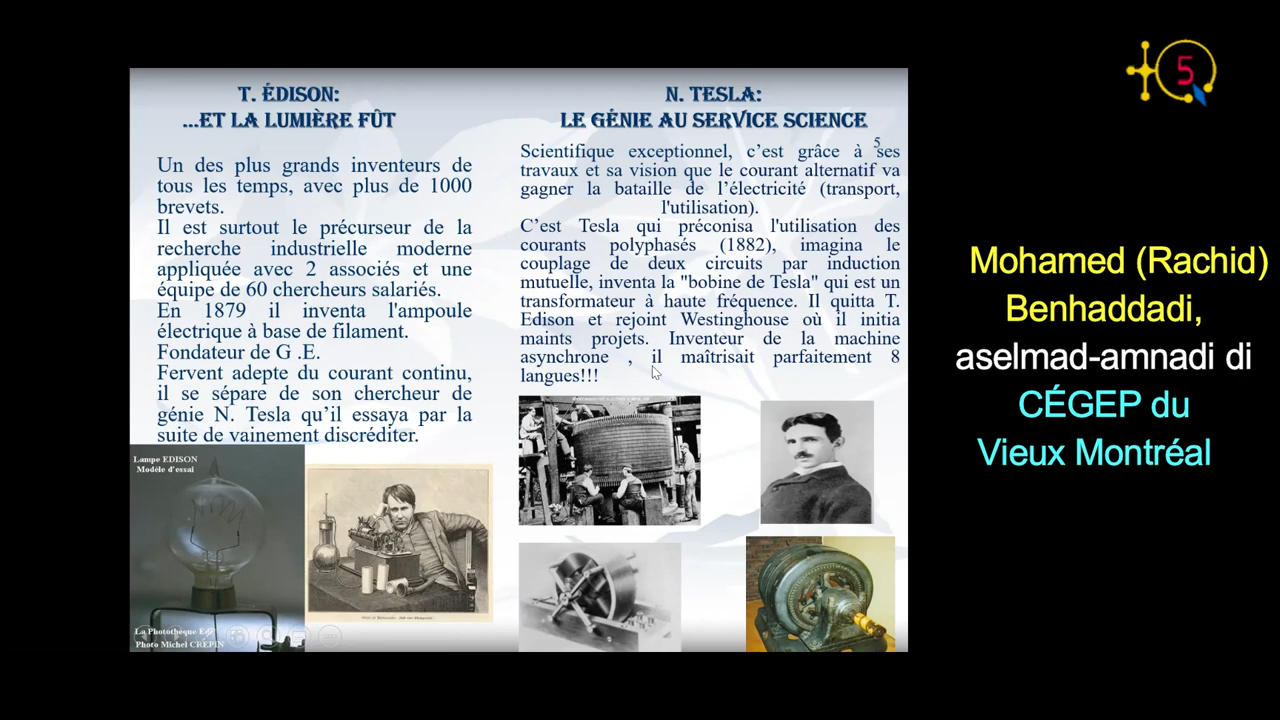 T. ÉDISON:
...ET LA LUMIÈRE FÛT
Un des plus grands inventeurs de
tous les temps, avec plus de 1000
brevets.
Il est surtout le précurseur de la
recherche industrielle moderne
appliquée avec 2 associés et une
équipe de 60 chercheurs salariés.
En 1879 il inventa l'ampoule
électrique à base de filament.
Fondateur de G .E.
Fervent adepte du courant continu,
il se sépare de son chercheur de
génie N. Tesla qu’il essaya par la
suite de vainement discréditer.
Lampe EDISON
Modèle d'essai
La Photothèque
Photo Michel CREPIN
N. TESLA:
LE GÉNIE AU SERVICE SCIENCE
5
Scientifique exceptionnel, c’est grâce à ses
travaux et sa vision que le courant alternatif va
gagner la bataille de l’électricité (transport,
l'utilisation).
C’est Tesla qui préconisa l'utilisation des
courants polyphasés (1882), imagina le
couplage de deux circuits par induction
mutuelle, inventa la "bobine de Tesla" qui est un
transformateur à haute fréquence. Il quitta T.
Edison et rejoint Westinghouse où il initia
maints projets. Inventeur de la machine
asynchrone , il maîtrisait parfaitement 8
langues!!!
5
Mohamed (Rachid)
Benhaddadi,
aselmad-amnadi di
CÉGEP du
Vieux Montréal